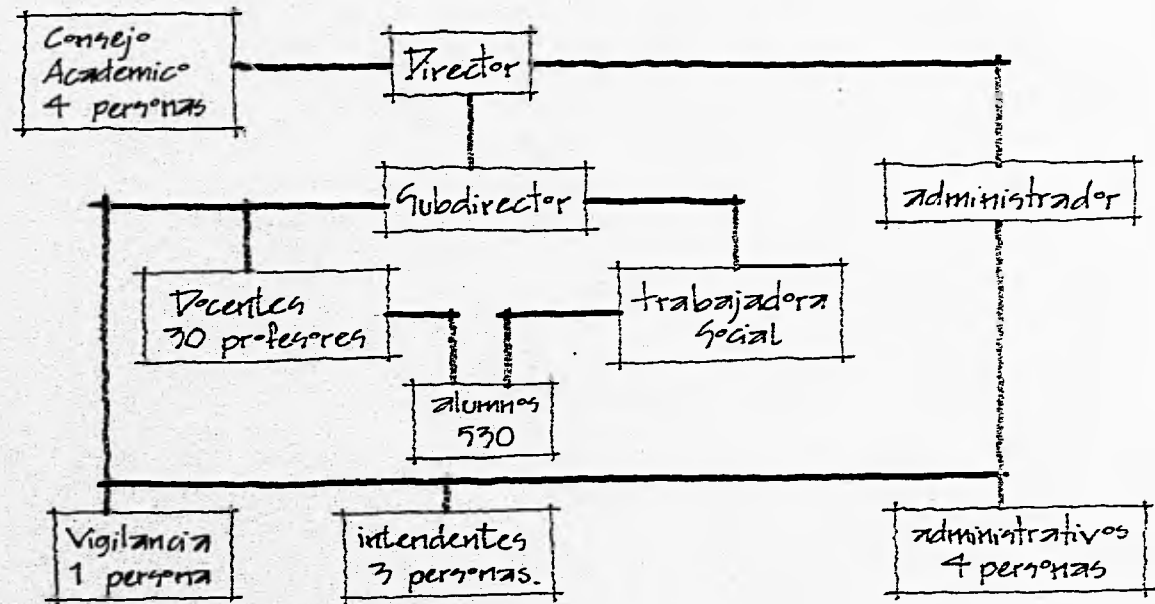 Consejo
Academico
4 personas
Director
Subdirector
administrador
Docentes
30 profesores
trabajadora
Social
alumnos
530
Vigilancia
1 persona
intendentes
3 personas.
administrativos
4 personas